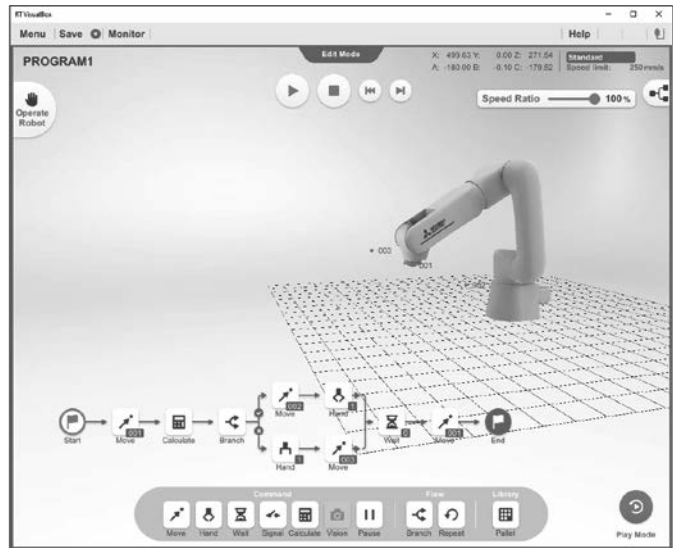 RT VisualBox
Menu Save Monitor Help
PROGRAM1
Edit Mode
X: 499.63 Y: 0.00 Z: 271.54
A: -180.00 B: -0.10 C: -179.82
Standard
Speed limit: 250 mm/s
Operate
Robot
Speed Ratio 100 %
003
001
002 1
Move Hand
001 0 001
Start Move Calculate Branch Wait Move End
1 003
Hand Move
Command Flow Library
Move Hand Wait Signal Calculate Vision Pause Branch Repeat Pallet
Play Mode